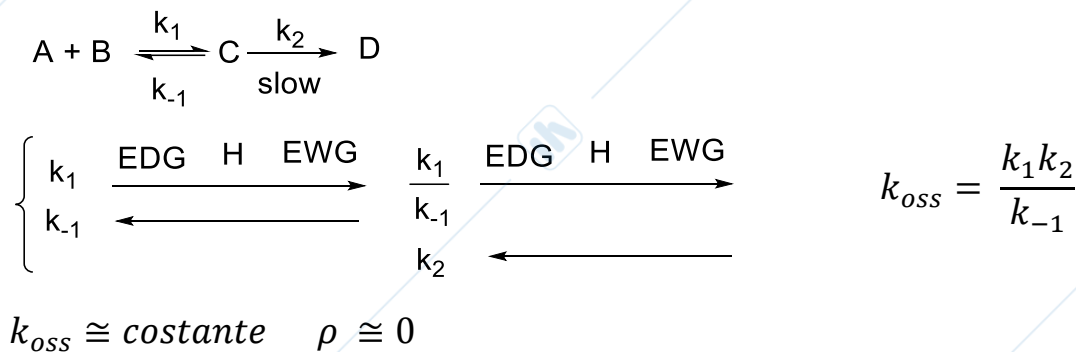 A + B k₁ k₋₁ C k₂ slow D
k₁ EDG H EWG k₁/k₋₁ EDG H EWG k_oss = k₁k₂/k₋₁
k₋₁ k₂
k_oss ≅ costante ρ ≅ 0